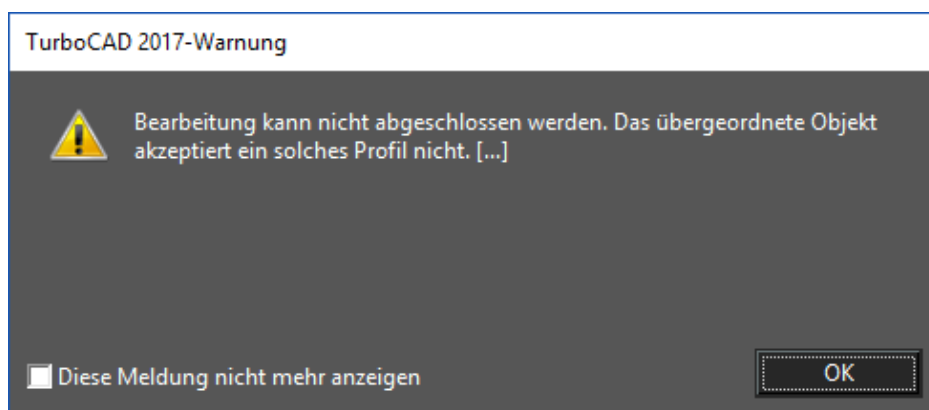 TurboCAD 2017-Warnung
Bearbeitung kann nicht abgeschlossen werden. Das übergeordnete Objekt
akzeptiert ein solches Profil nicht. [...]
Diese Meldung nicht mehr anzeigen
OK